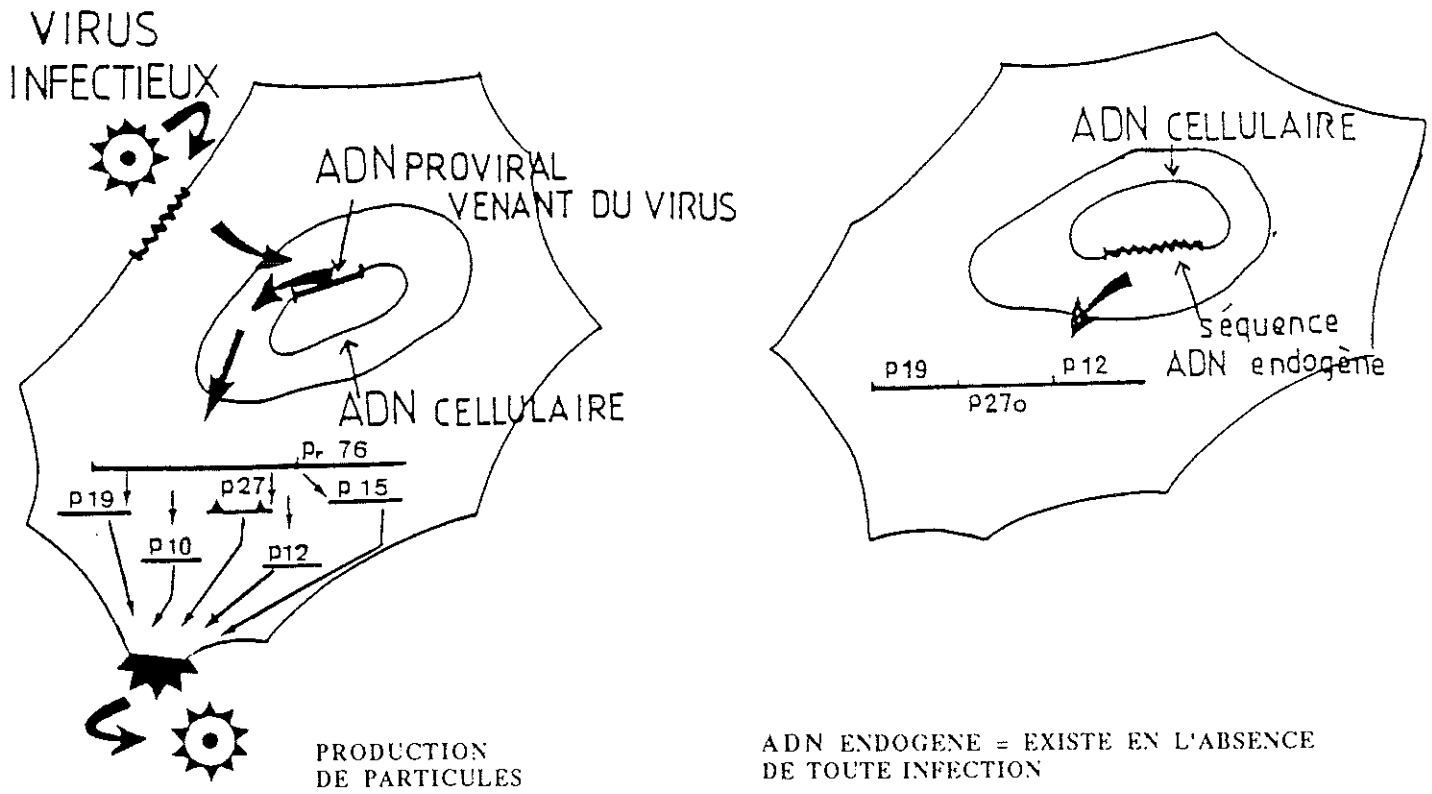 VIRUS
INFECTIEUX
ADN PROVIRAL
VENANT DU VIRUS
ADN CELLULAIRE
Pr 76
P19
P27
P 15
P10
P12
PRODUCTION
DE PARTICULES
ADN CELLULAIRE
séquence
ADN endogène
P19
P12
P27o
ADN ENDOGENE = EXISTE EN L'ABSENCE
DE TOUTE INFECTION